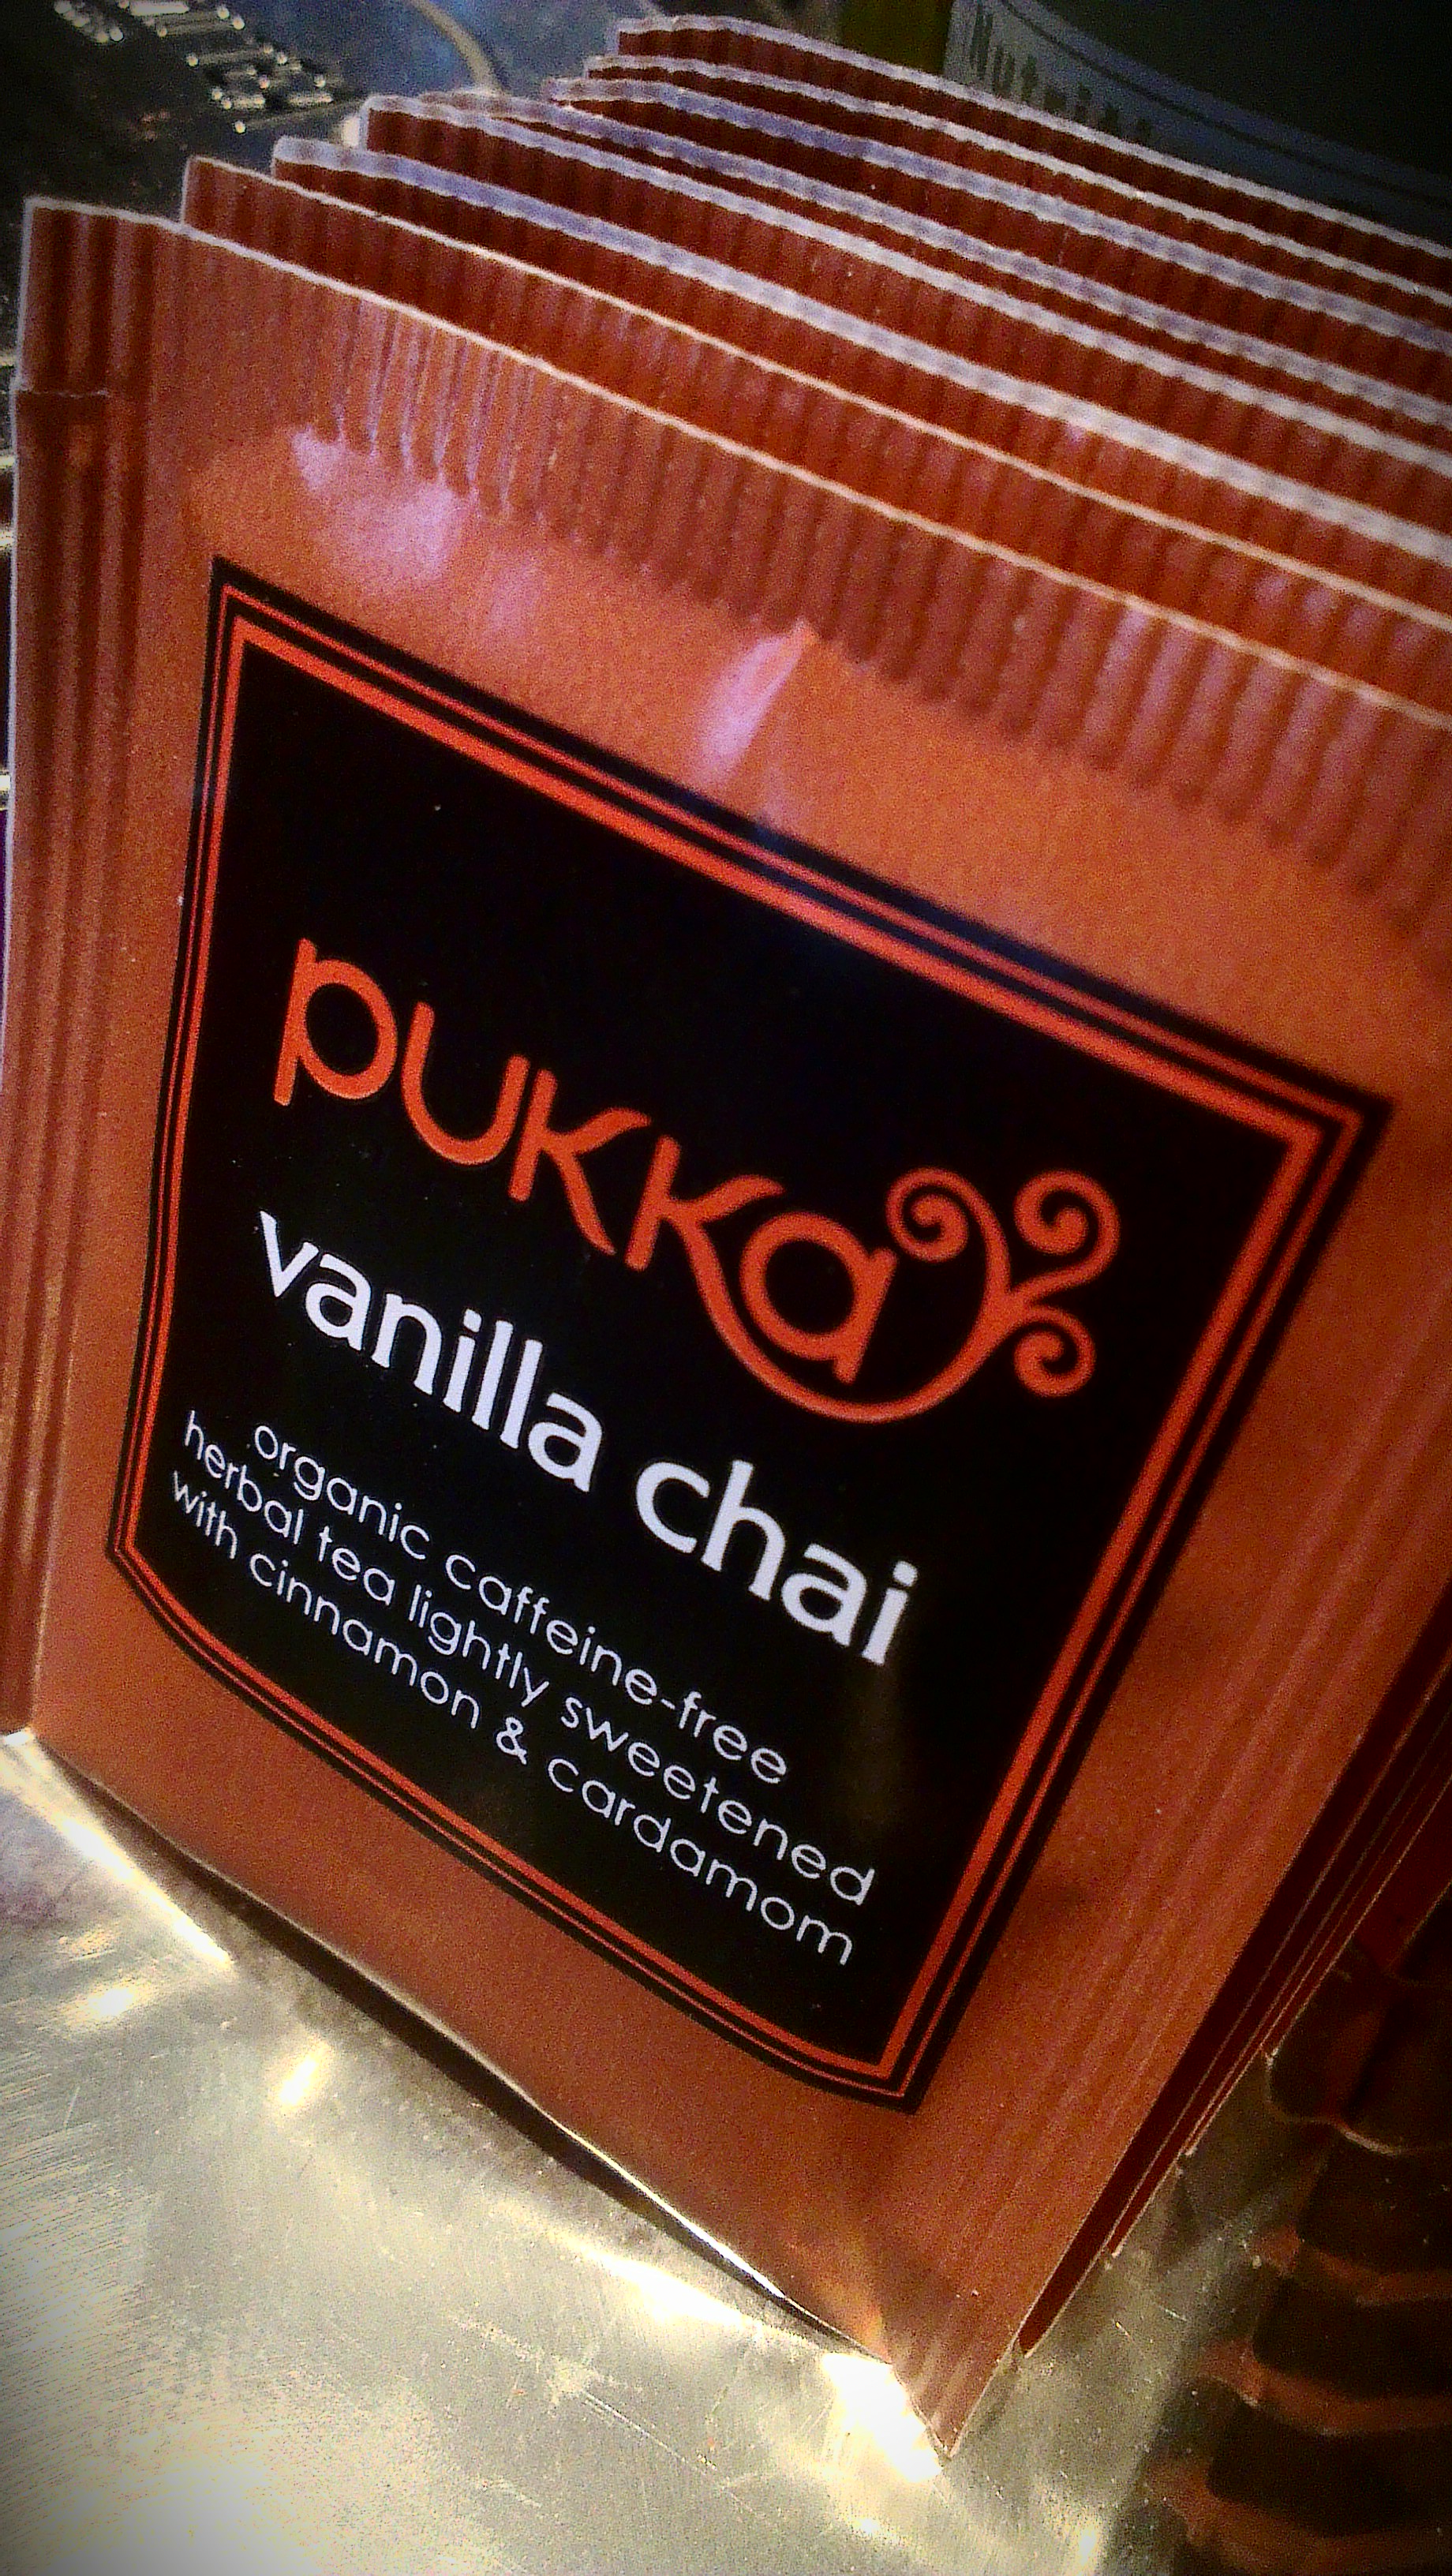 pukka
vanilla chai
organic caffeine-free
herbal tea lightly sweetened
with cinnamon & cardamom